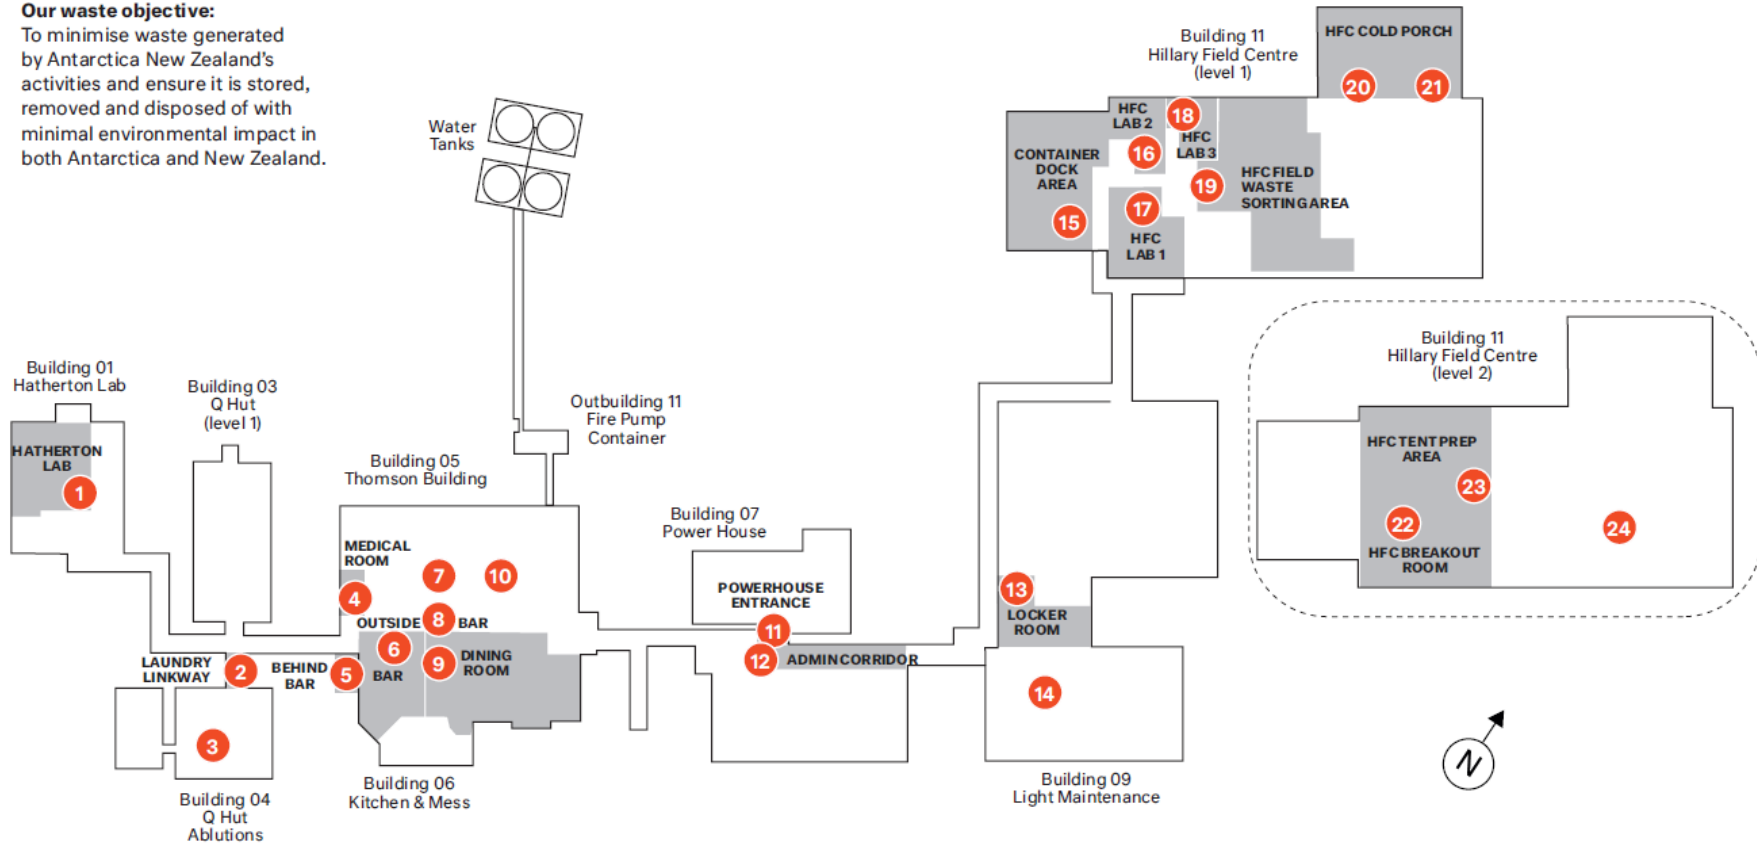 Our waste objective:
To minimise waste generated
by Antarctica New Zealand's
activities and ensure it is stored,
removed and disposed of with
minimal environmental impact in
both Antarctica and New Zealand.
Water
Tanks
Building 11
Hillary Field Centre
(level 1)
HFC COLD PORCH
20
21
HFC
LAB 2
18
HFC
LAB 3
16
CONTAINER
DOCK
AREA
15
17
HFC
LAB 1
19
HFC FIELD
WASTE
SORTING AREA
Building 11
Hillary Field Centre
(level 2)
HFC TENT PREP
AREA
23
22
HFC BREAKOUT
ROOM
24
Building 01
Hatherton Lab
HATHERTON
LAB
1
Building 03
Q Hut
(level 1)
Building 05
Thomson Building
Outbuilding 11
Fire Pump
Container
MEDICAL
ROOM
4
7
10
OUTSIDE
8
BAR
6
BAR
9
DINING
ROOM
LAUNDRY
LINKWAY
2
BEHIND
BAR
5
3
Building 04
Q Hut
Ablutions
Building 06
Kitchen & Mess
Building 07
Power House
POWERHOUSE
ENTRANCE
11
12
ADMIN CORRIDOR
13
LOCKER
ROOM
14
Building 09
Light Maintenance
N